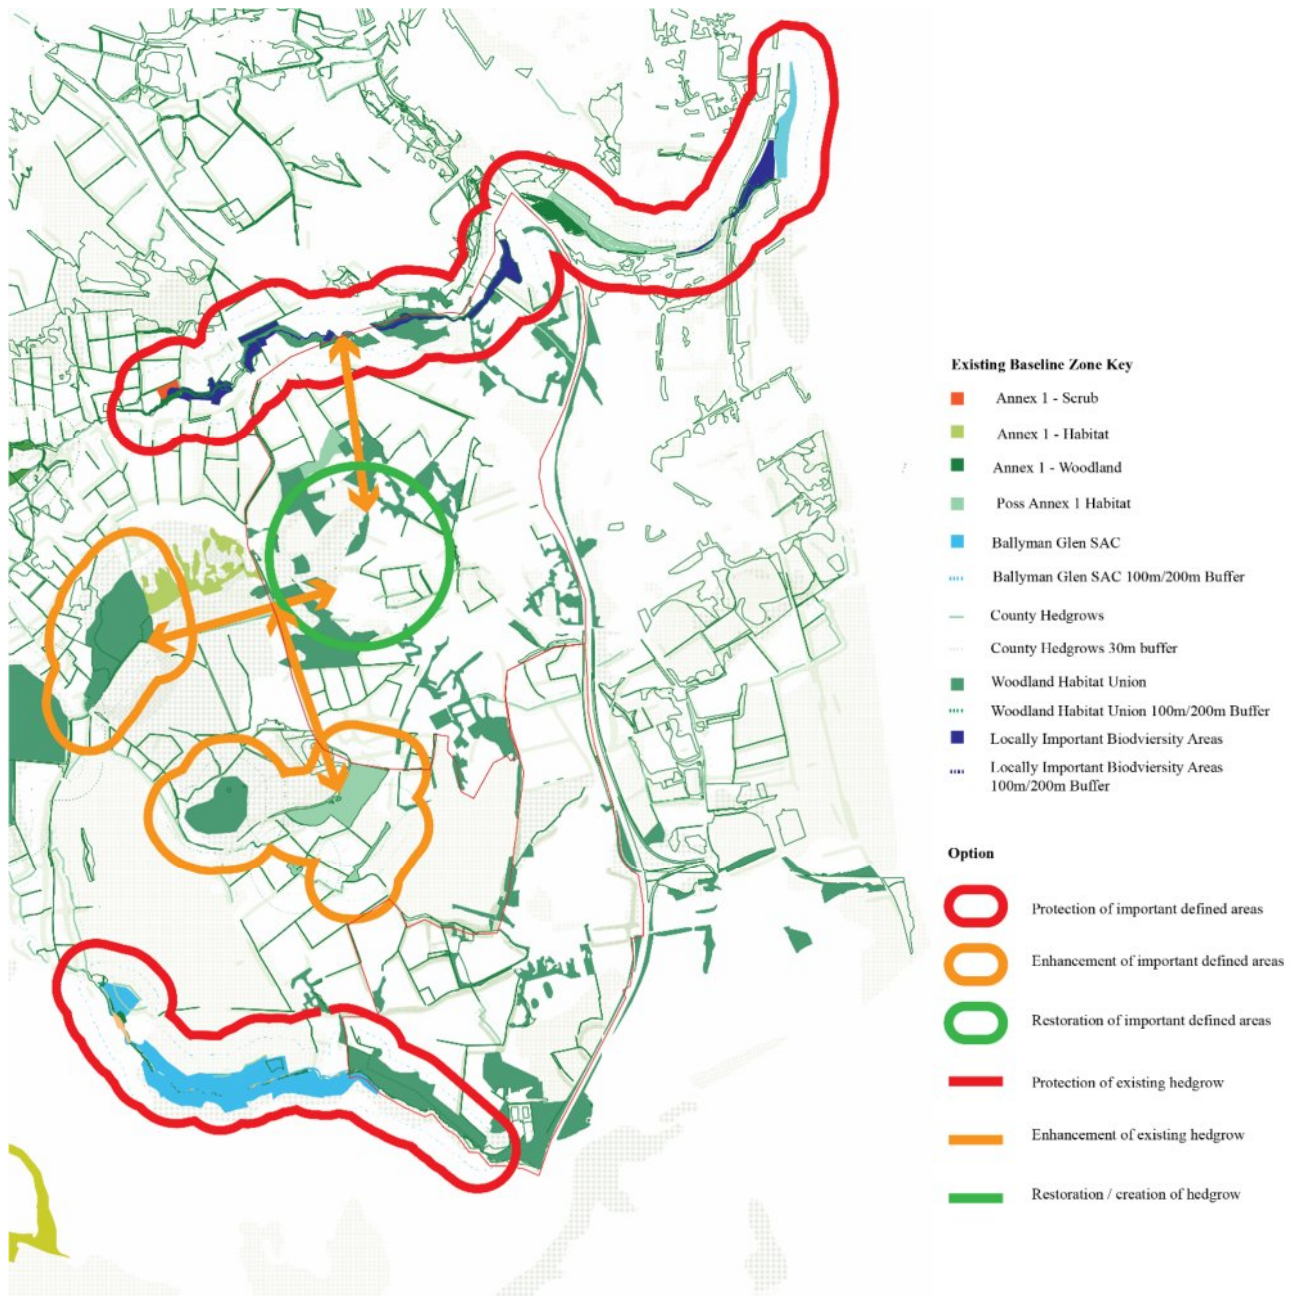 Existing Baseline Zone Key
Annex 1 - Scrub
Annex 1 - Habitat
Annex 1 - Woodland
Poss Annex 1 Habitat
Ballyman Glen SAC
Ballyman Glen SAC 100m/200m Buffer
County Hedgrows
County Hedgrows 30m buffer
Woodland Habitat Union
Woodland Habitat Union 100m/200m Buffer
Locally Important Biodviersity Areas
Locally Important Biodviersity Areas
100m/200m Buffer
Option
Protection of important defined areas
Enhancement of important defined areas
Restoration of important defined areas
Protection of existing hedgrow
Enhancement of existing hedgrow
Restoration / creation of hedgrow